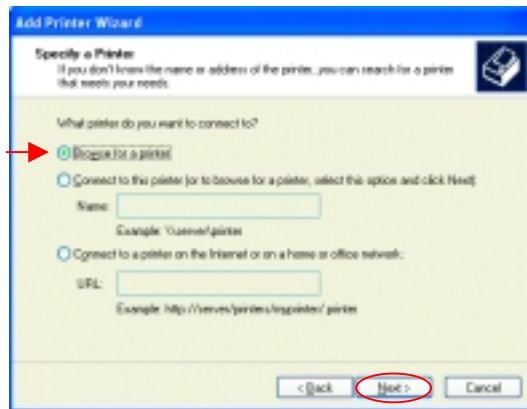 Add Printer Wizard
Specify a Printer
If you don't know the name or address of the printer, you can search for a printer
that meets your needs.
What printer do you want to connect to?
Browse for a printer
Connect to this printer (or to browse for a printer, select this option and click Next):
Name:
Example: \\server\printer
Connect to a printer on the Internet or on a home or office network:
URL:
Example: http://server/printers/myprinter/.printer
< Back
Next >
Cancel